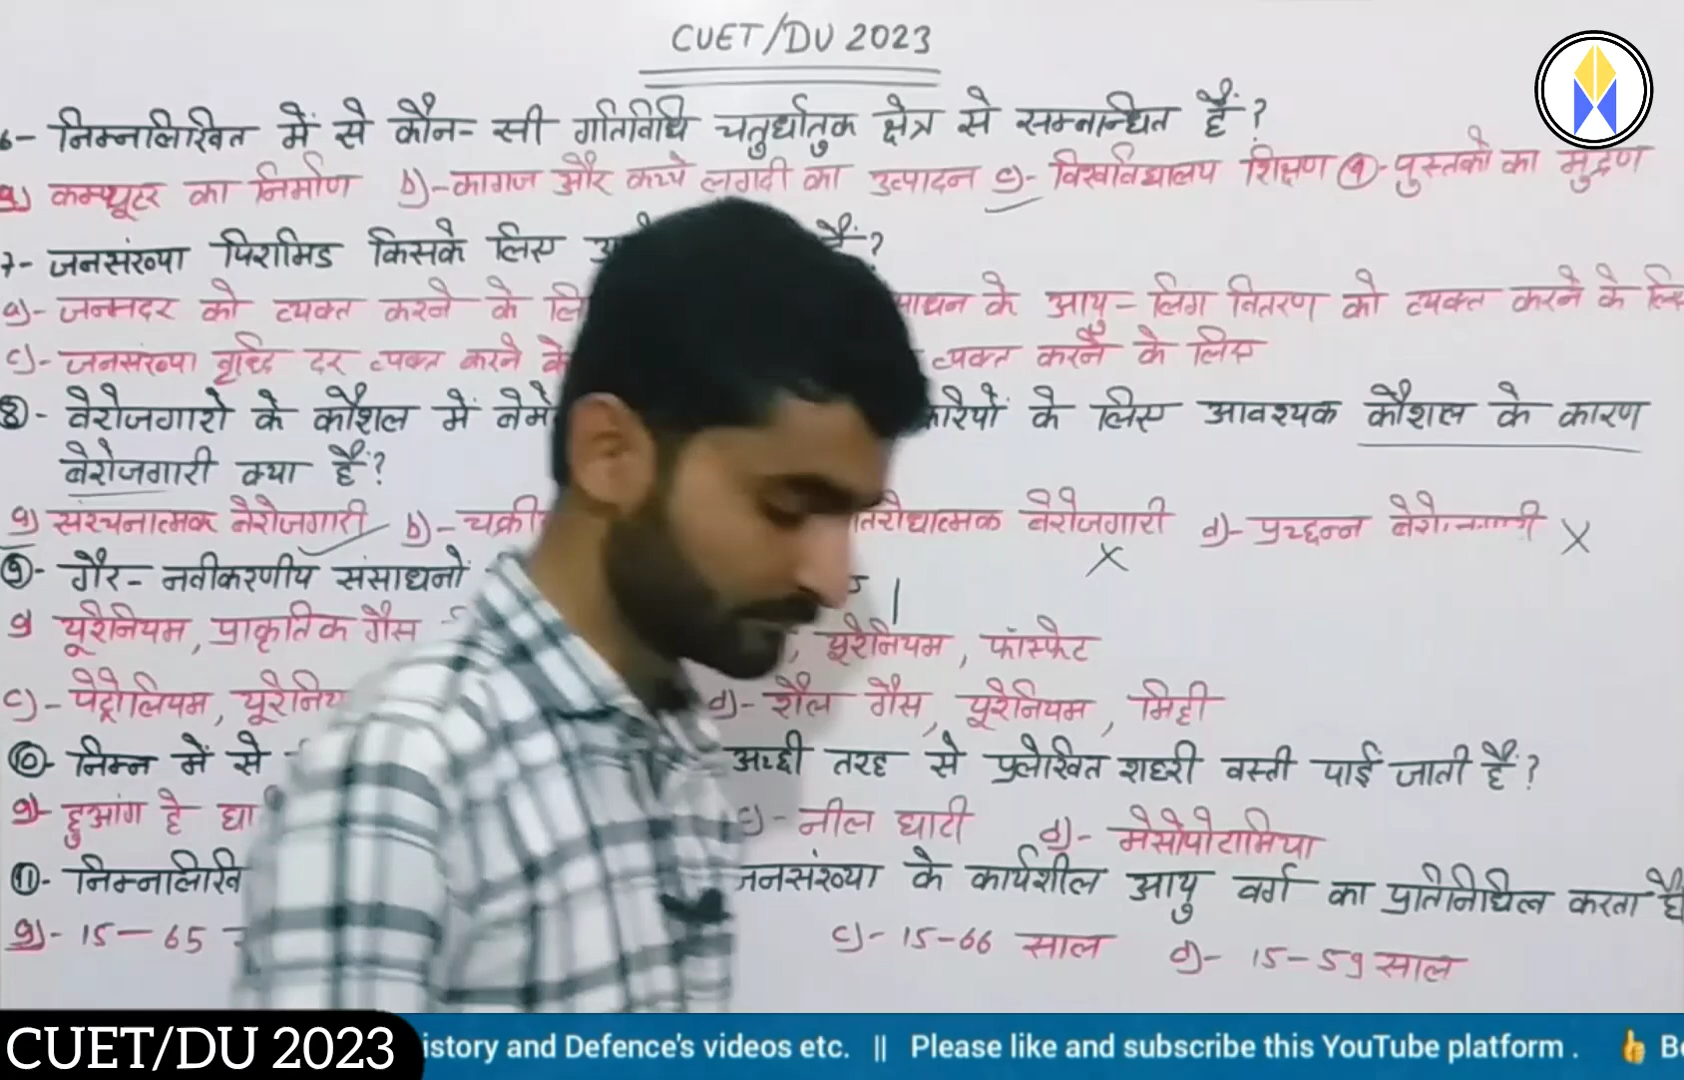 CUET/DU 2023
6- निम्नलिखित में से कौन-सी गतिविधि चतुर्धातुक क्षेत्र से सम्बन्धित हैं?
a) कम्प्यूटर का निर्माण b)- कागज और कच्चे लुगदी का उत्पादन c)- विश्वविद्यालय शिक्षण d)- पुस्तकों का मुद्रण
7- जनसंख्या पिरामिड किसके लिए हैं?
a)- जन्मदर को व्यक्त करने के लि के आयु-लिंग वितरण को व्यक्त करने के लिए
c)- जनसंख्या वृद्धि दर व्यक्त करने के व्यक्त करने के लिए
8- बेरोजगारो के कौशल में के लिए आवश्यक कौशल के कारण
बेरोजगारी क्या हैं?
a) संरचनात्मक बेरोजगारी b)- चक्री बेरोजगारी d)- प्रच्छन्न
9- गैर-नवीकरणीय संसाधनो
a यूरेनियम, प्राकृतिक गैस , यूरेनियम, फॉस्फेट
c)- पेट्रोलियम, यूरेनिय d)- शैल गैस, यूरेनियम, मिट्टी
10- निम्न में से अच्छी तरह से प्रलेखित शहरी वस्ती पाई जाती हैं?
a)- हुआंग हे घा c)- नील घाटी d)- मेसोपोटामिया
11- निम्नलिखि जनसंख्या के कार्यशील आयु वर्ग का प्रतिनिधित्व करता है
a)- 15-65 c)- 15-66 साल d)- 15-59 साल
CUET/DU 2023 istory and Defence's videos etc. || Please like and subscribe this YouTube platform . 👍 Be